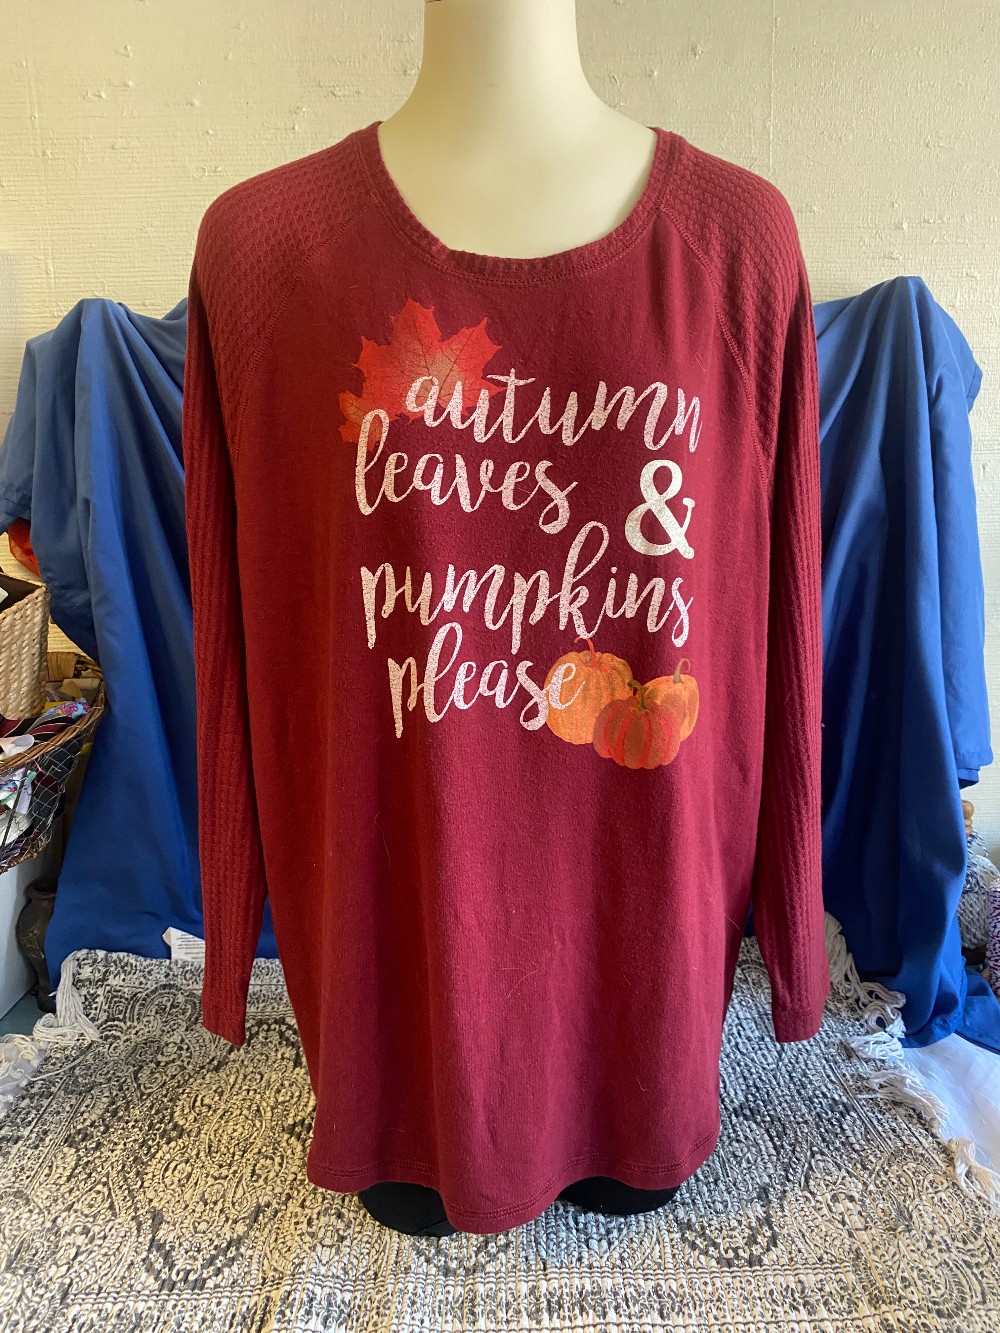 autumn
leaves &
pumpkins
please